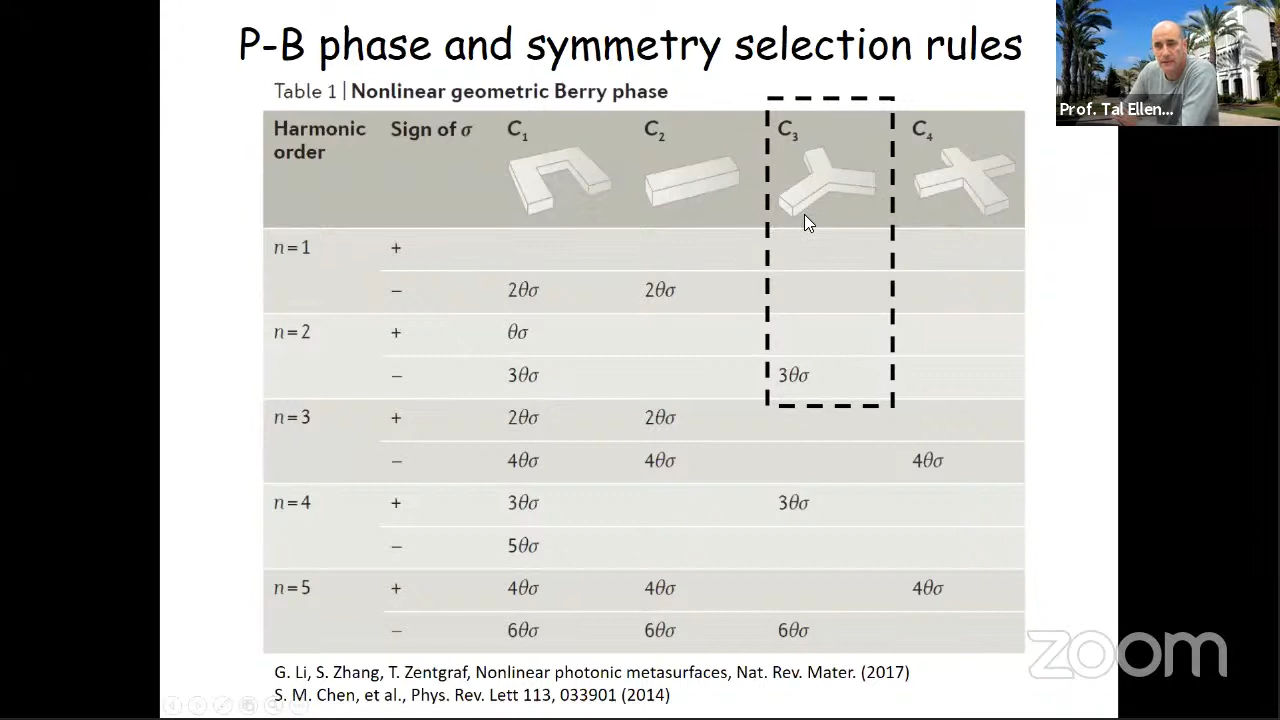 P-B phase and symmetry selection rules
Prof. Tal Ellen...
Table 1 | Nonlinear geometric Berry phase
Harmonic order Sign of σ C₁ C₂ C₃ C₄
n = 1 +
– 2θσ 2θσ
n = 2 + θσ
– 3θσ 3θσ
n = 3 + 2θσ 2θσ
– 4θσ 4θσ 4θσ
n = 4 + 3θσ 3θσ
– 5θσ
n = 5 + 4θσ 4θσ 4θσ
– 6θσ 6θσ 6θσ
G. Li, S. Zhang, T. Zentgraf, Nonlinear photonic metasurfaces, Nat. Rev. Mater. (2017)
S. M. Chen, et al., Phys. Rev. Lett 113, 033901 (2014)
zoom